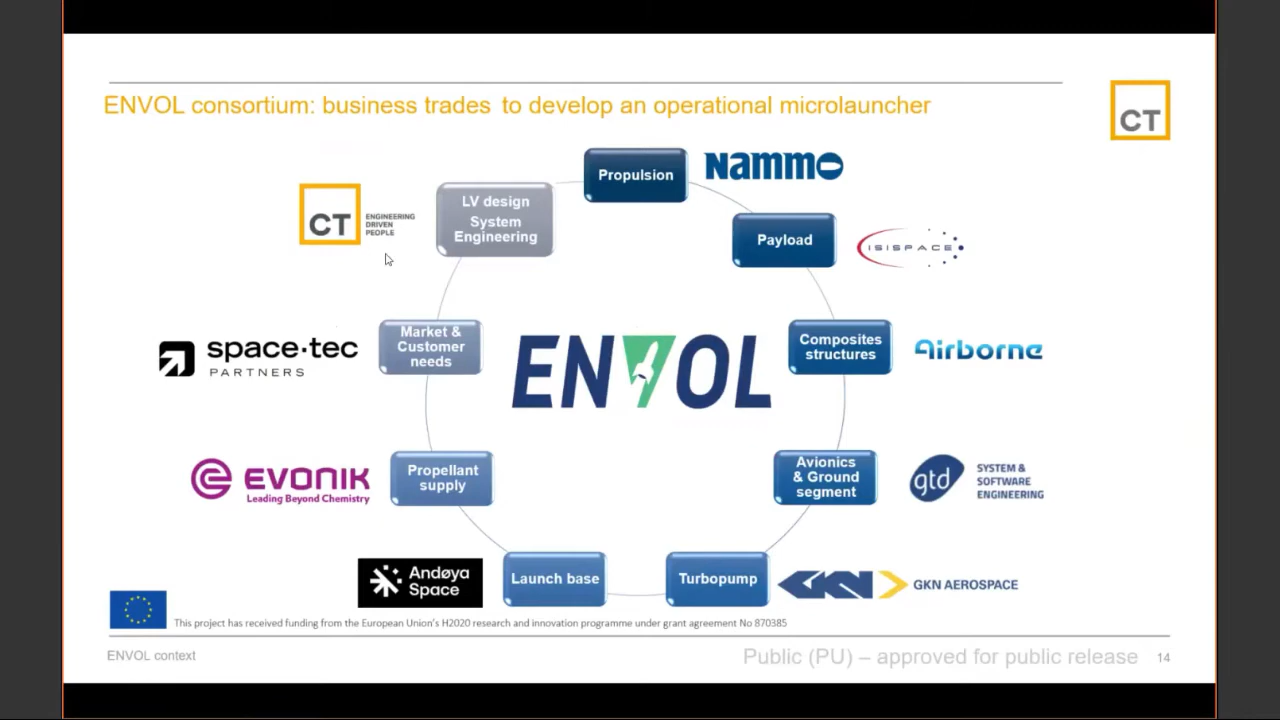 ENVOL consortium: business trades to develop an operational microlauncher
CT
Propulsion
NAMMO
LV design
System
Engineering
CT
ENGINEERING
DRIVEN
PEOPLE
Payload
ISISPACE
Market &
Customer
needs
space·tec
PARTNERS
ENVOL
Composites
structures
Airborne
Propellant
supply
EVONIK
Leading Beyond Chemistry
Avionics
& Ground
segment
gtd
SYSTEM &
SOFTWARE
ENGINEERING
Andøya
Space
Launch base
Turbopump
GKN
GKN AEROSPACE
This project has received funding from the European Union's H2020 research and innovation programme under grant agreement No 870385
ENVOL context
Public (PU) – approved for public release
14